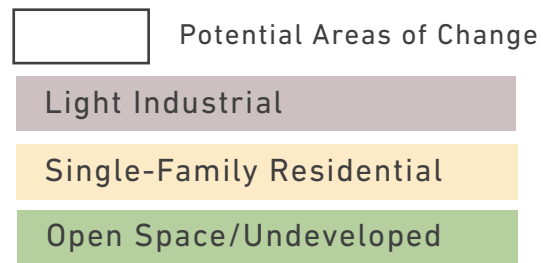 Potential Areas of Change
Light Industrial
Single-Family Residential
Open Space/Undeveloped